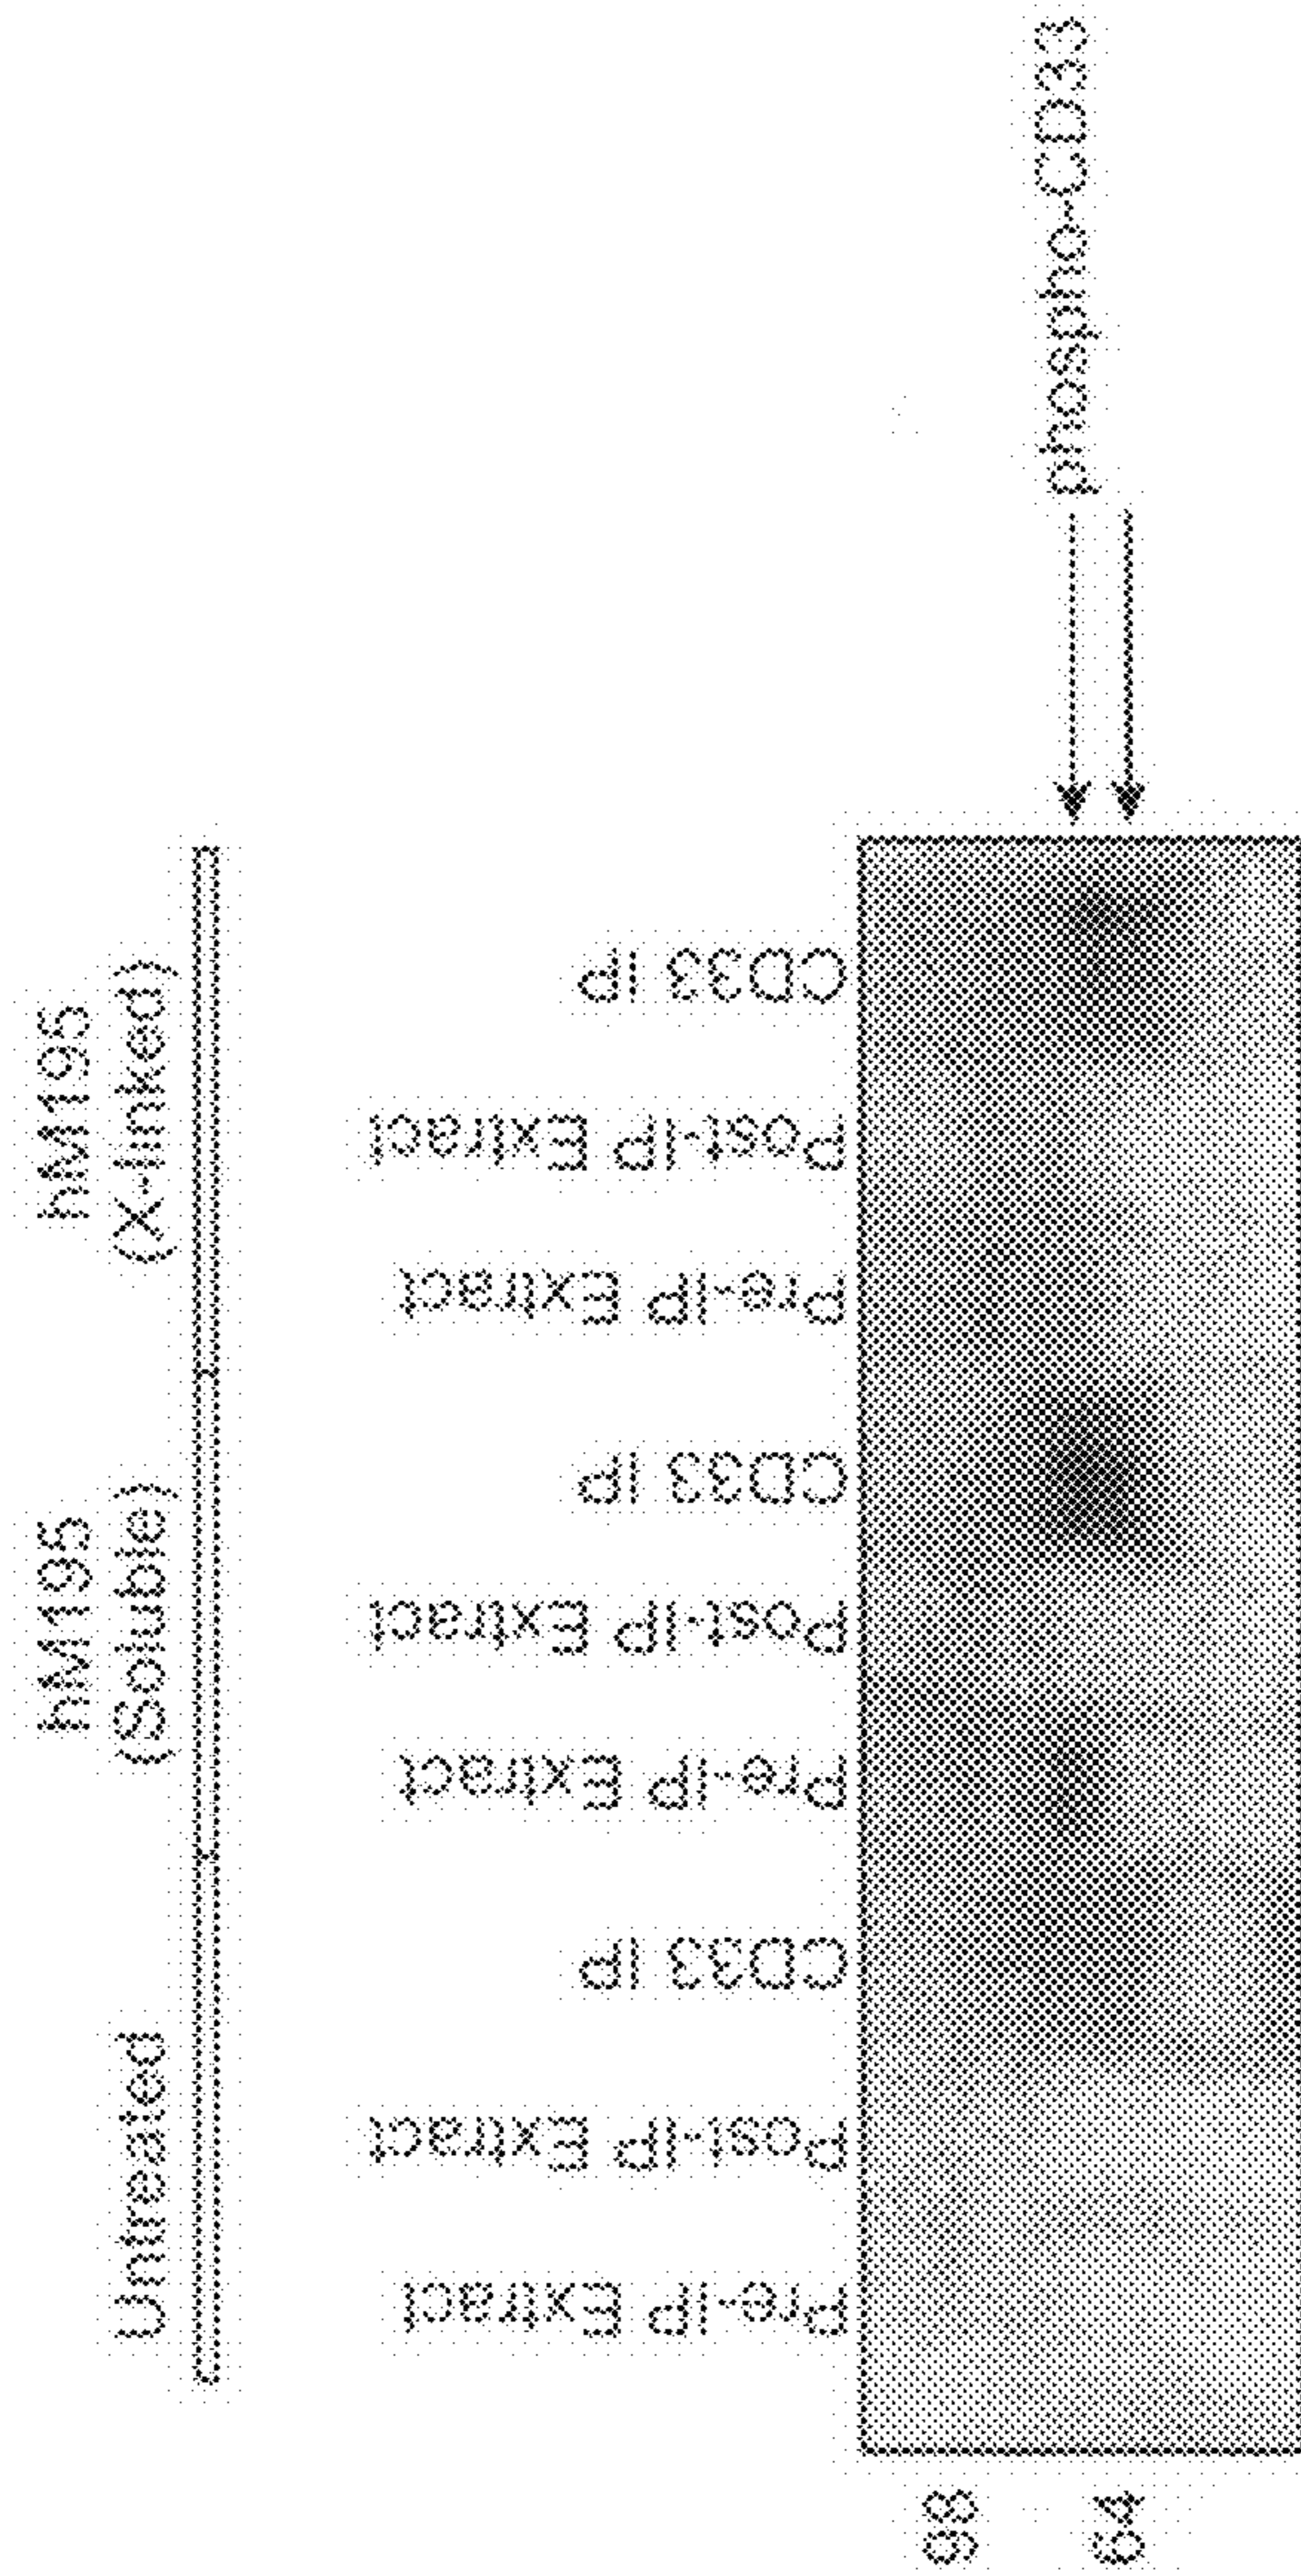 Untreated
hM195
(Soluble)
hM195
(X-linked)
Pre-IP Extract
Post-IP Extract
CD33 IP
Pre-IP Extract
Post-IP Extract
CD33 IP
Pre-IP Extract
Post-IP Extract
CD33 IP
98
64
phospho-CD33